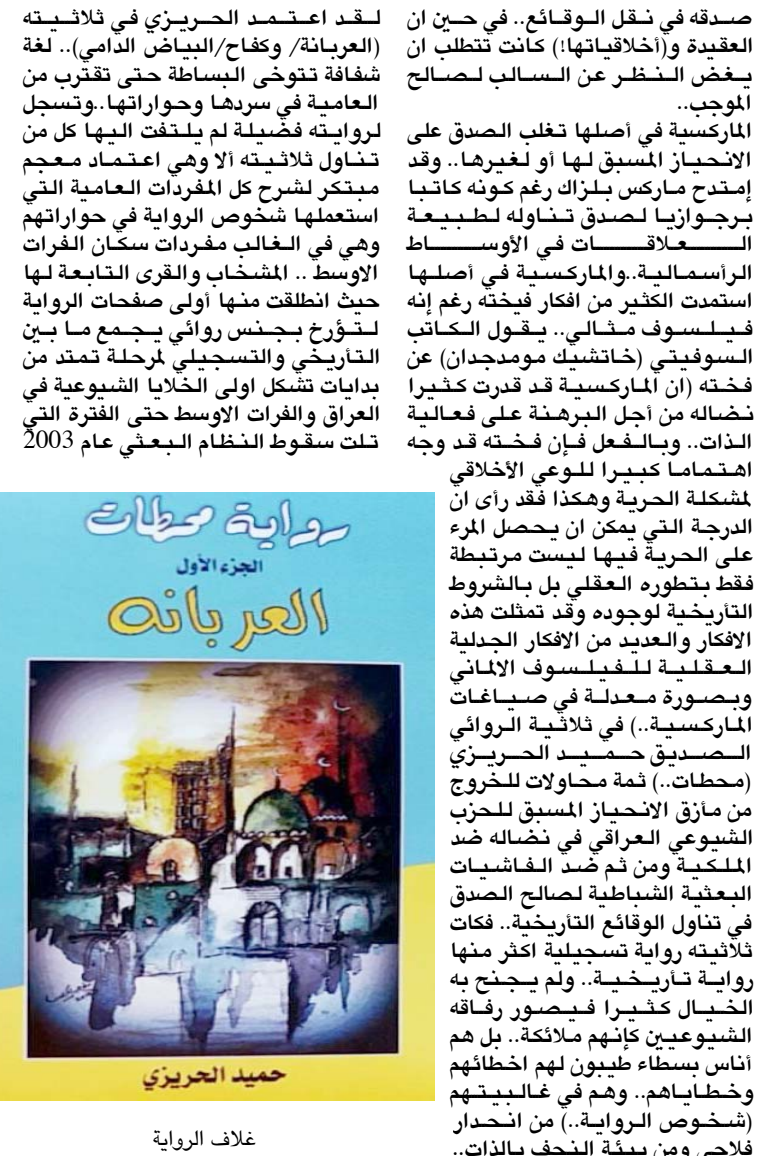 صدقه في نقل الوقائع.. في حين ان
العقيدة و(أخلاقياتها!) كانت تتطلب ان
يغض النظر عن السالب لصالح
الموجب..
الماركسية في أصلها تغلب الصدق على
الانحياز المسبق لها أو لغيرها.. وقد
إمتدح ماركس بلزاك رغم كونه كاتبا
برجوازيا لصدق تناوله لطبيعة
العلاقات في الأوساط
الرأسمالية..والماركسية في أصلها
استمدت الكثير من افكار فيخته رغم إنه
فيلسوف مثالي.. يقول الكاتب
السوفيتي (خاتشيك مومدجدان) عن
فخته (ان الماركسية قد قدرت كثيرا
نضاله من أجل البرهنة على فعالية
الذات.. وبالفعل فإن فخته قد وجه
اهتماما كبيرا للوعي الأخلاقي
لمشكلة الحرية وهكذا فقد رأى ان
الدرجة التي يمكن ان يحصل المرء
على الحرية فيها ليست مرتبطة
فقط بتطوره العقلي بل بالشروط
التأريخية لوجوده وقد تمثلت هذه
الافكار والعديد من الافكار الجدلية
العقلية للفيلسوف الالماني
وبصورة معدلة في صياغات
الماركسية..) في ثلاثية الروائي
الصديق حميد الحريزي
(محطات..) ثمة محاولات للخروج
من مأزق الانحياز المسبق للحزب
الشيوعي العراقي في نضاله ضد
الملكية ومن ثم ضد الفاشيات
البعثية الشباطية لصالح الصدق
في تناول الوقائع التأريخية.. فكات
ثلاثيته رواية تسجيلية اكثر منها
رواية تأريخية.. ولم يجنح به
الخيال كثيرا فيصور رفاقه
الشيوعيين كإنهم ملائكة.. بل هم
أناس بسطاء طيبون لهم اخطائهم
وخطاياهم.. وهم في غالبيتهم
(شخوص الرواية..) من انحدار
فلاحي ومن بيئة النجف بالذات..
لقد اعتمد الحريزي في ثلاثيته
(العربانة/ وكفاح/البياض الدامي).. لغة
شفافة تتوخى البساطة حتى تقترب من
العامية في سردها وحواراتها..وتسجل
لروايته فضيلة لم يلتفت اليها كل من
تناول ثلاثيته ألا وهي اعتماد معجم
مبتكر لشرح كل المفردات العامية التي
استعملها شخوص الرواية في حواراتهم
وهي في الغالب مفردات سكان الفرات
الاوسط .. المشخاب والقرى التابعة لها
حيث انطلقت منها أولى صفحات الرواية
لتؤرخ بجنس روائي يجمع ما بين
التأريخي والتسجيلي لمرحلة تمتد من
بدايات تشكل اولى الخلايا الشيوعية في
العراق والفرات الاوسط حتى الفترة التي
تلت سقوط النظام البعثي عام 2003
رواية محطات
الجزء الأول
العربانه
حميد الحريزي
غلاف الرواية